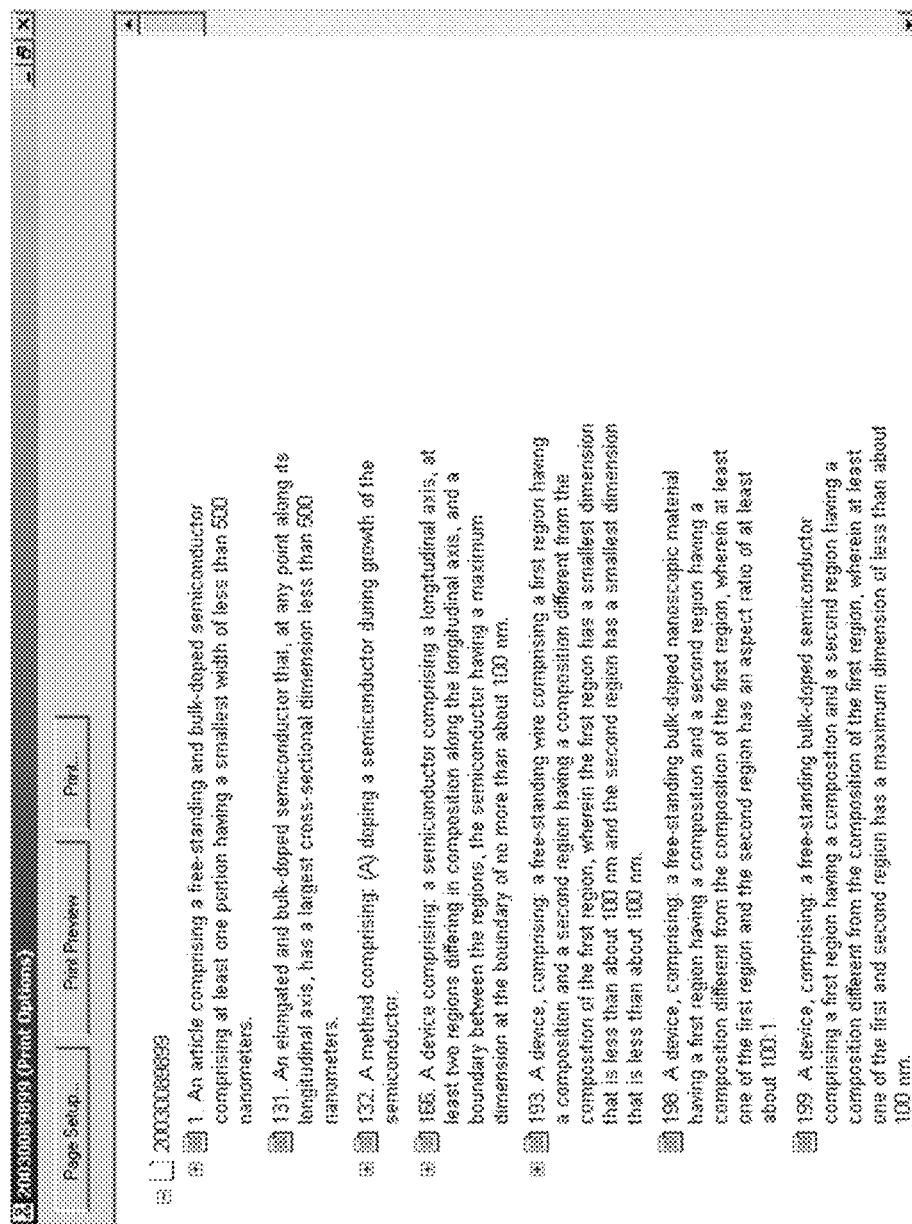 20030089899 (Print Options)
Page Setup... Print Preview Print...
20030089899
1. An article comprising a free-standing and bulk-doped semiconductor
comprising at least one portion having a smallest width of less than 500
nanometers.
131. An elongated and bulk-doped semiconductor that, at any point along its
longitudinal axis, has a largest cross-sectional dimension less than 500
nanometers.
132. A method comprising: (A) doping a semiconductor during growth of the
semiconductor.
166. A device comprising: a semiconductor comprising a longitudinal axis, at
least two regions differing in composition along the longitudinal axis, and a
boundary between the regions, the semiconductor having a maximum
dimension at the boundary of no more than about 100 nm.
193. A device, comprising: a free-standing wire comprising a first region having
a composition and a second region having a composition different from the
composition of the first region, wherein the first region has a smallest dimension
that is less than about 100 nm and the second region has a smallest dimension
that is less than about 100 nm.
198. A device, comprising: a free-standing bulk-doped nanoscopic material
having a first region having a composition and a second region having a
composition different from the composition of the first region, wherein at least
one of the first region and the second region has an aspect ratio of at least
about 100:1.
199. A device, comprising: a free-standing bulk-doped semiconductor
comprising a first region having a composition and a second region having a
composition different from the composition of the first region, wherein at least
one of the first and second region has a maximum dimension of less than about
100 nm.